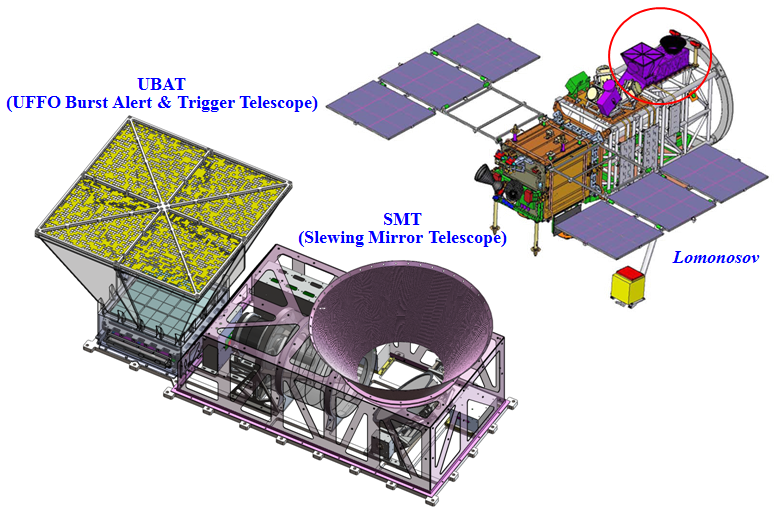 UBAT
(UFFO Burst Alert & Trigger Telescope)
SMT
(Slewing Mirror Telescope)
Lomonosov